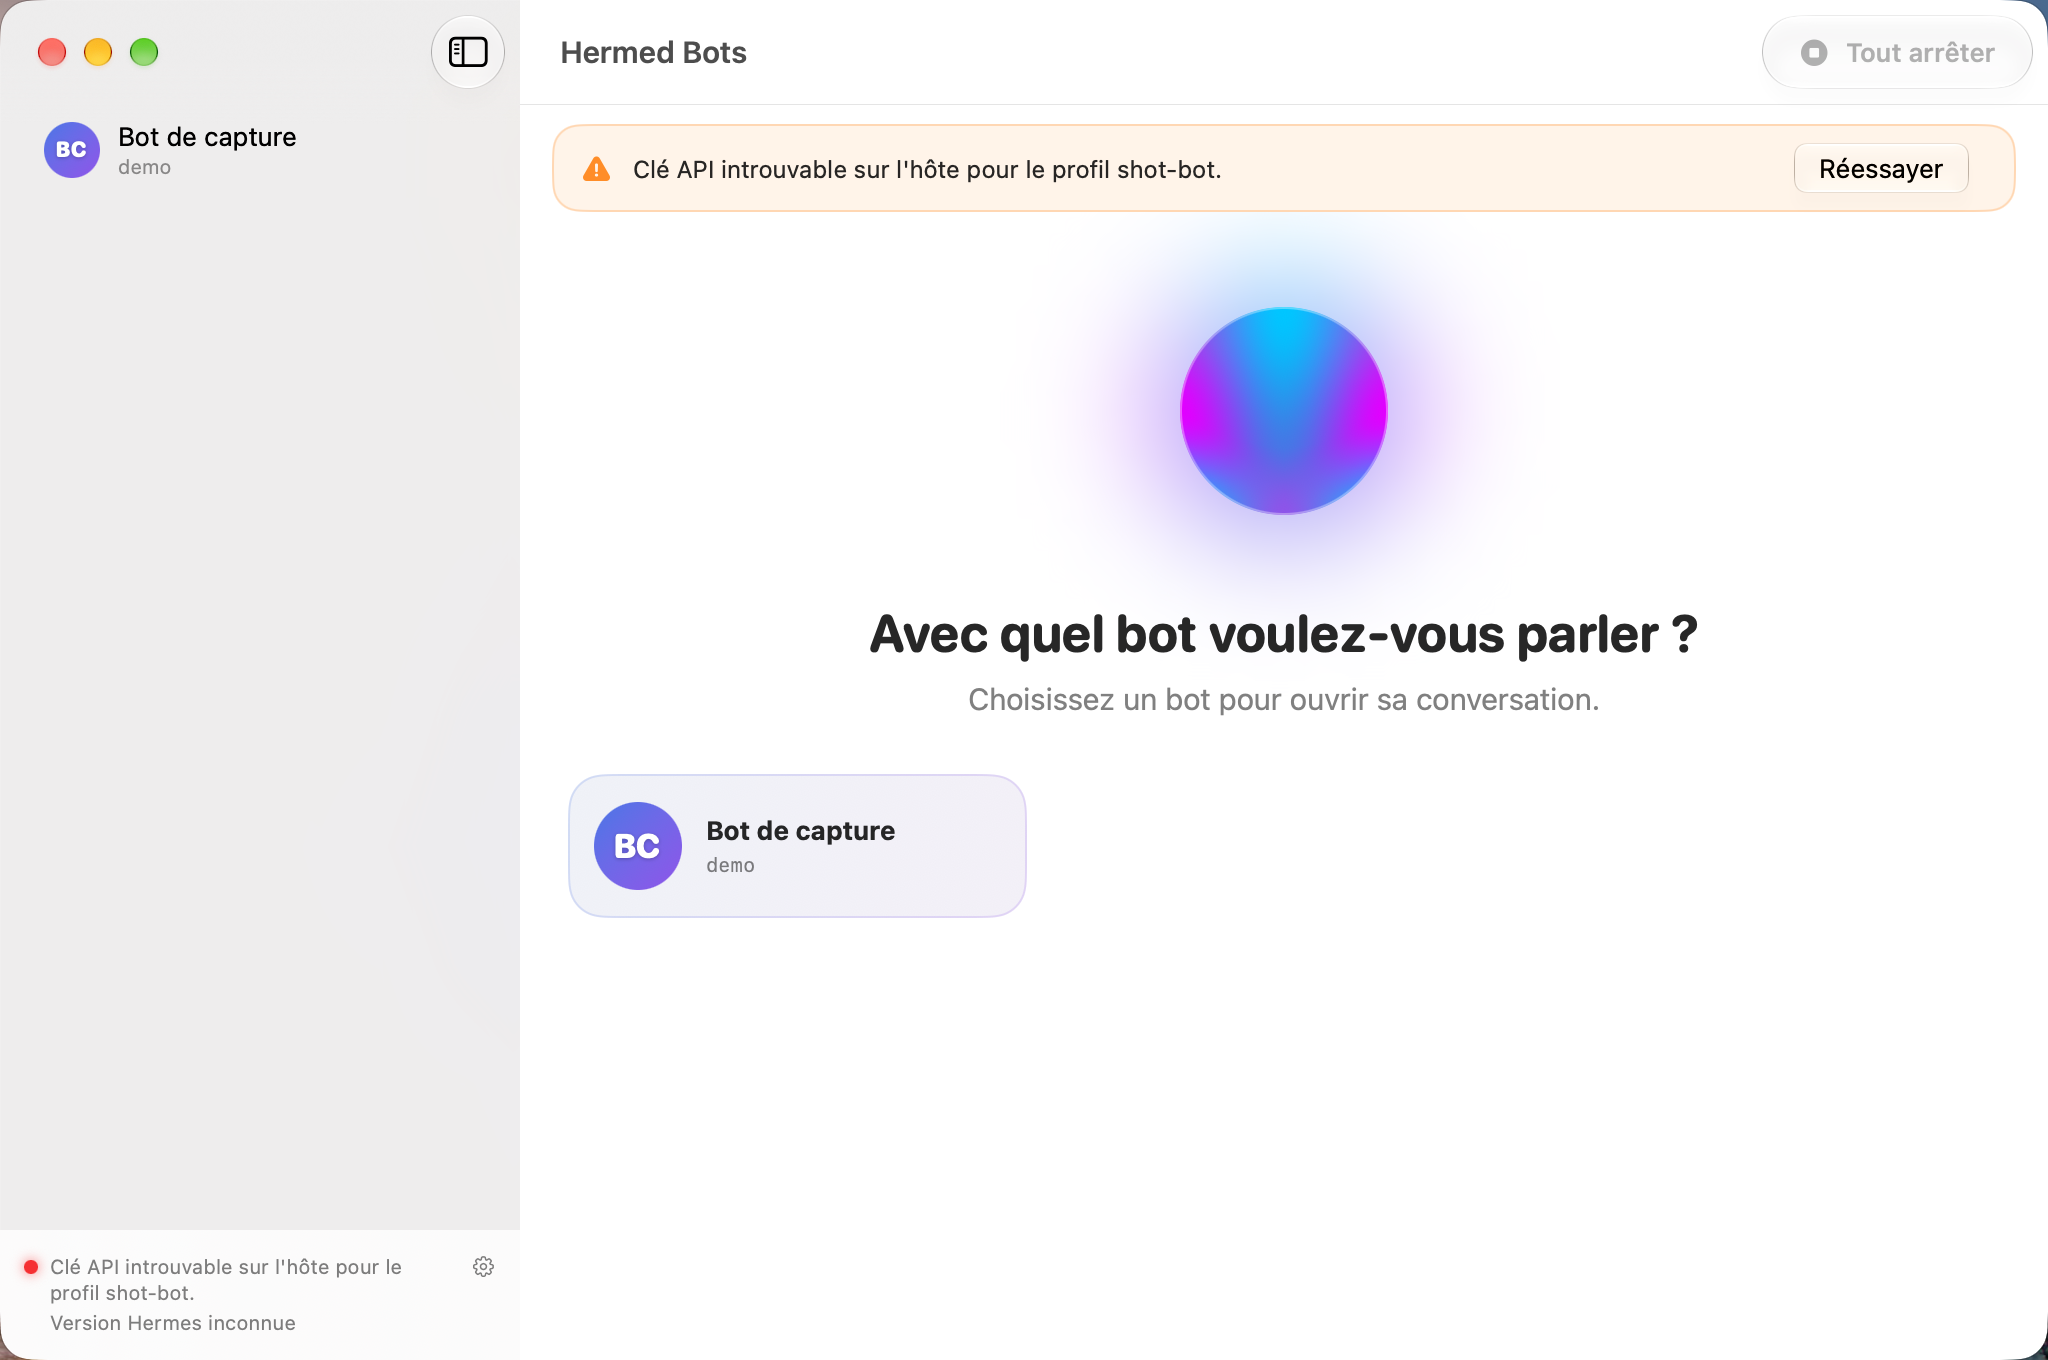 Hermed Bots
Tout arrêter
BC
Bot de capture
demo
Clé API introuvable sur l'hôte pour le profil shot-bot.
Réessayer
Avec quel bot voulez-vous parler ?
Choisissez un bot pour ouvrir sa conversation.
BC
Bot de capture
demo
Clé API introuvable sur l'hôte pour le
profil shot-bot.
Version Hermes inconnue